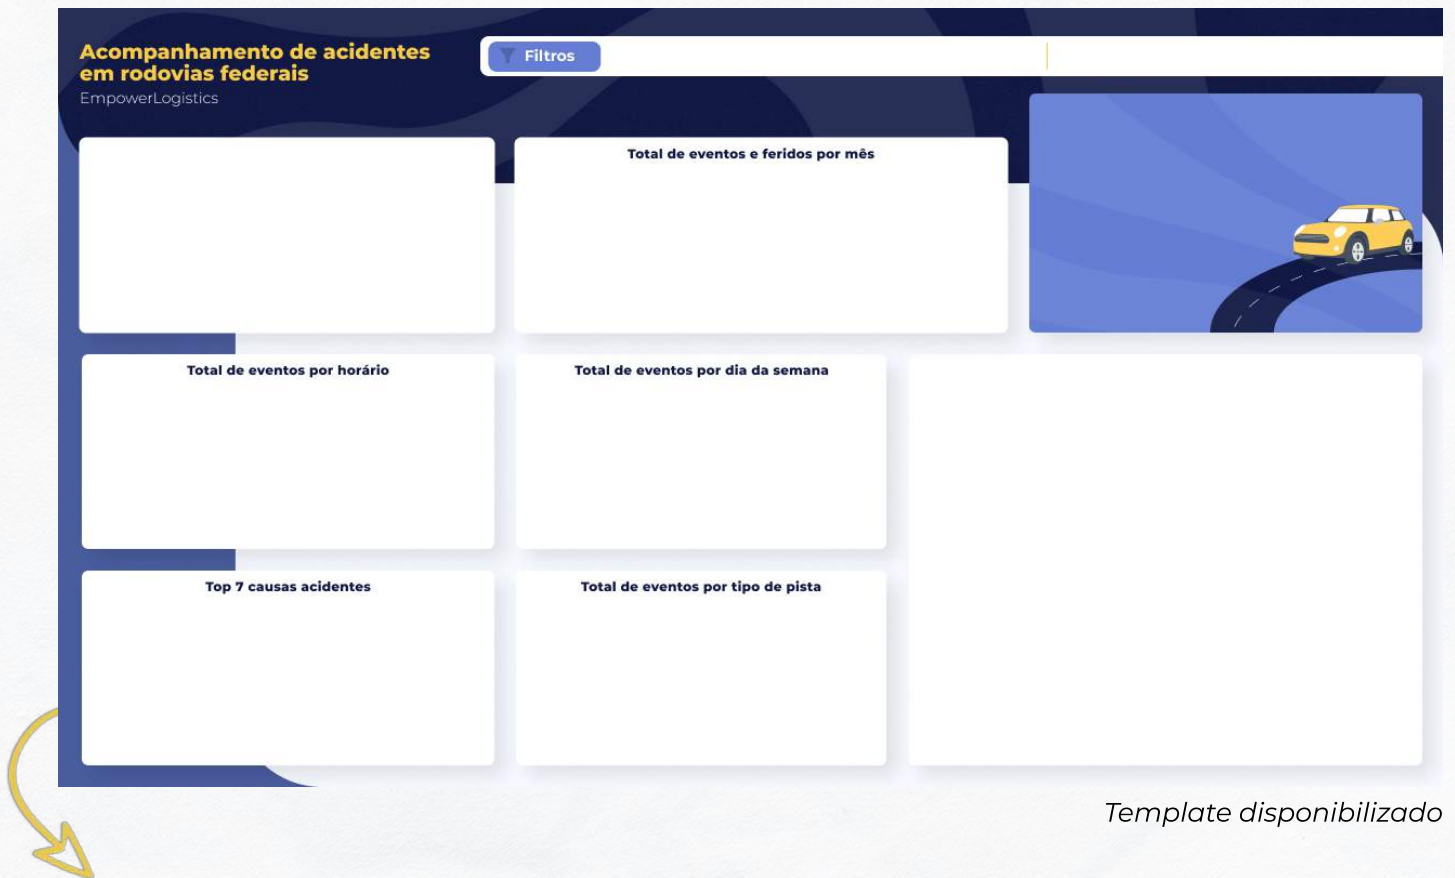 Acompanhamento de acidentes
em rodovias federais
EmpowerLogistics
Filtros
Total de eventos e feridos por mês
Total de eventos por horário
Total de eventos por dia da semana
Top 7 causas acidentes
Total de eventos por tipo de pista
Template disponibilizado